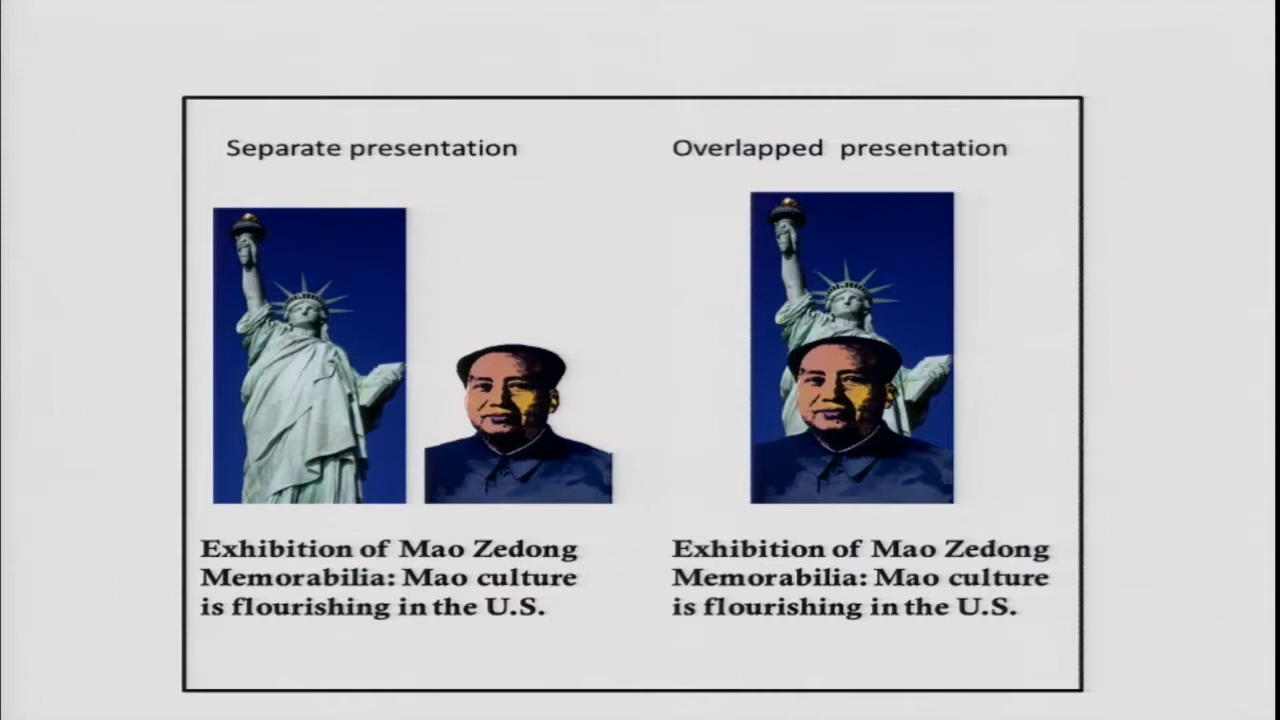 Separate presentation
Overlapped presentation
Exhibition of Mao Zedong
Memorabilia: Mao culture
is flourishing in the U.S.
Exhibition of Mao Zedong
Memorabilia: Mao culture
is flourishing in the U.S.